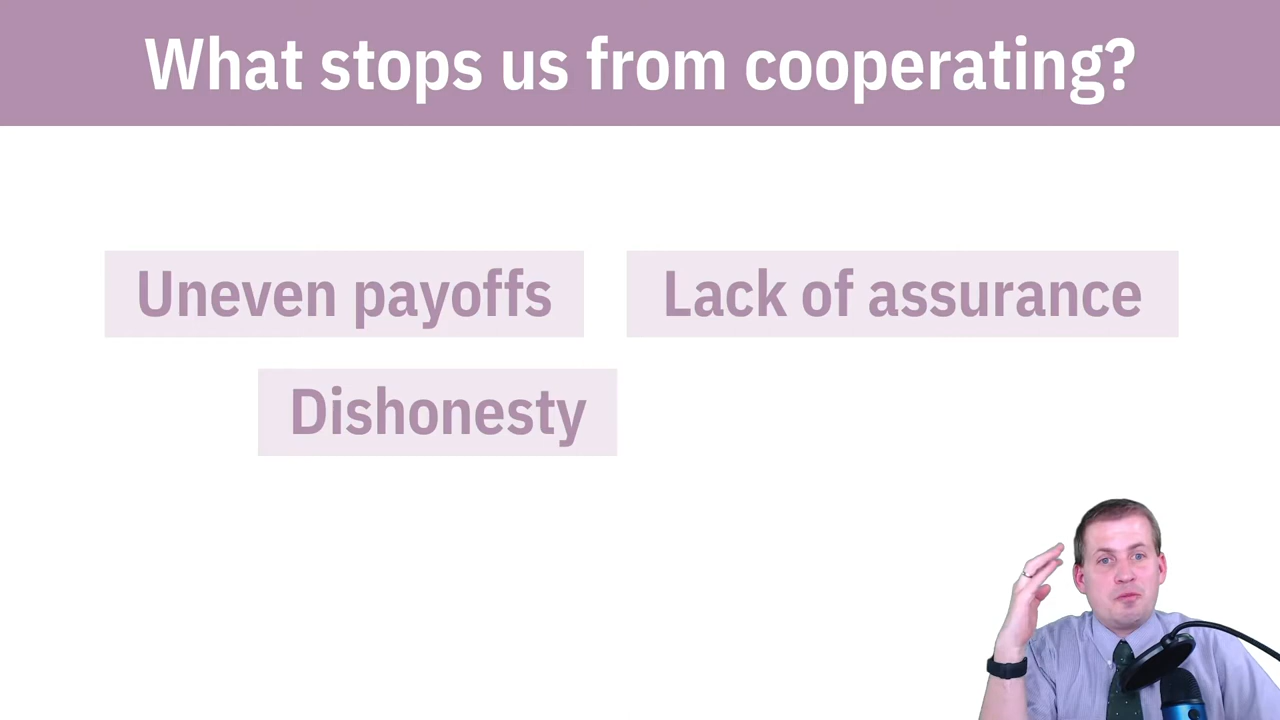 What stops us from cooperating?
Uneven payoffs
Lack of assurance
Dishonesty